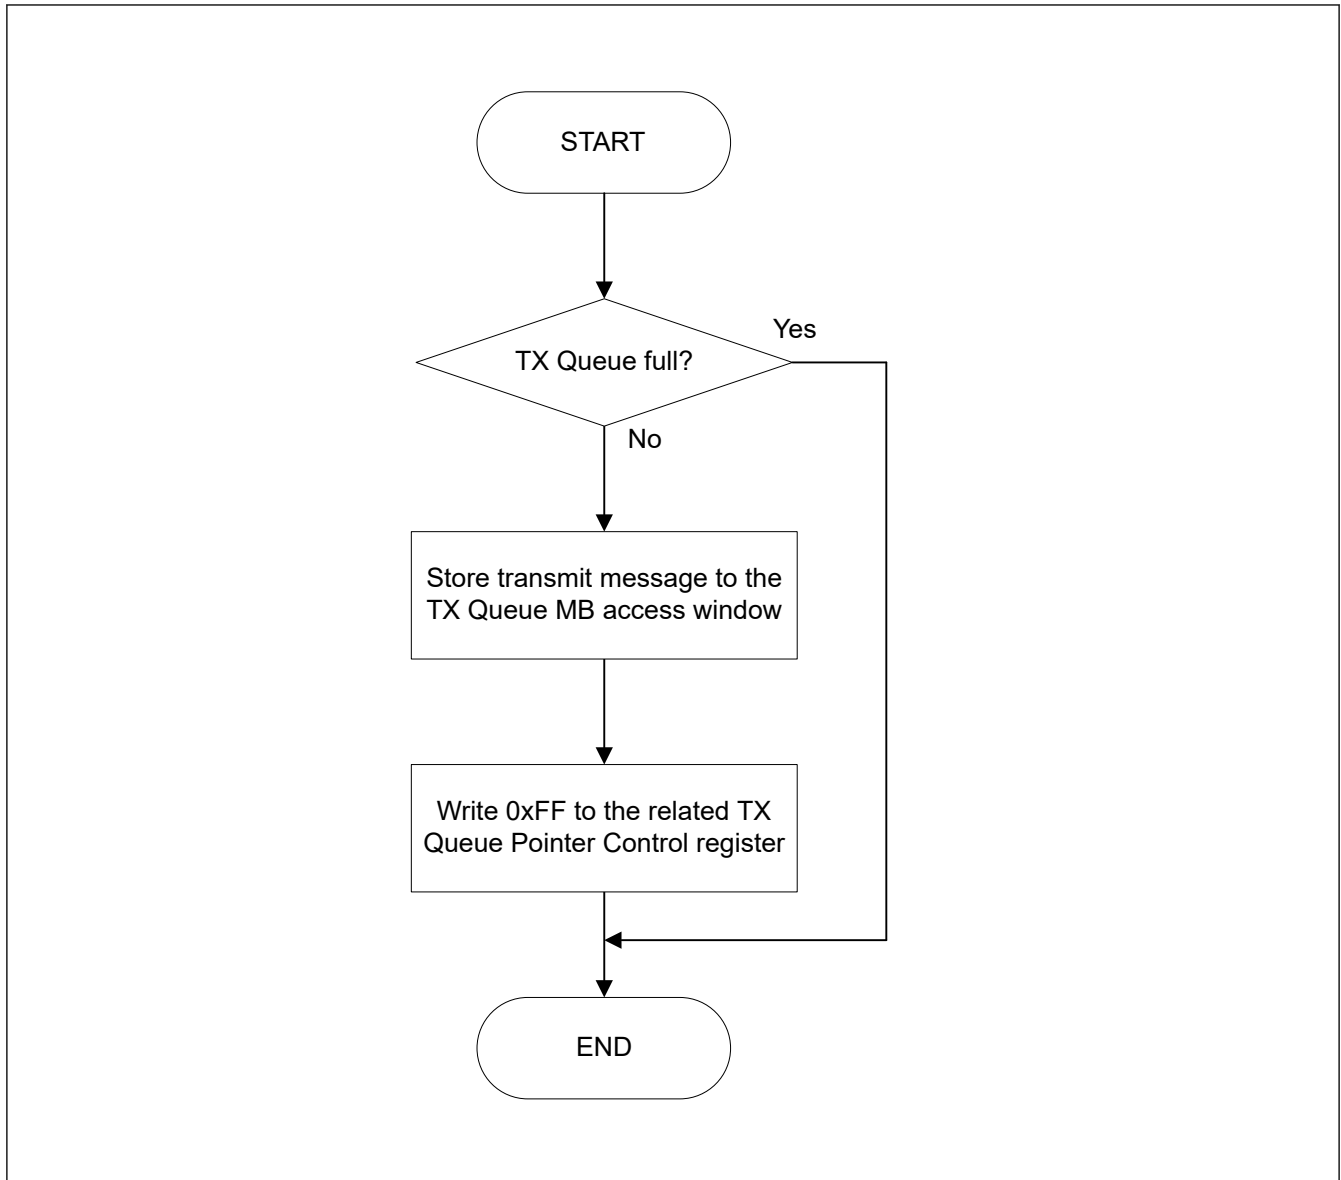 START
TX Queue full?
Yes
No
Store transmit message to the
TX Queue MB access window
Write 0xFF to the related TX
Queue Pointer Control register
END